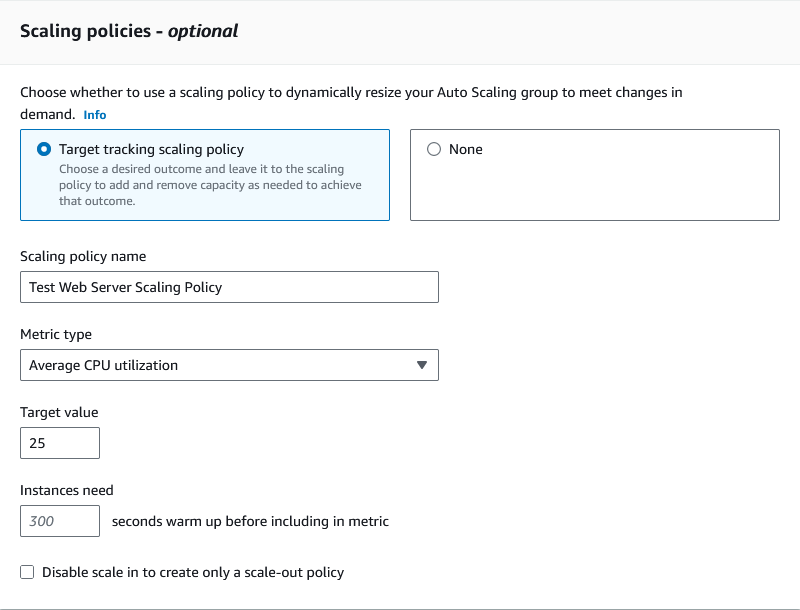 Scaling policies - optional
Choose whether to use a scaling policy to dynamically resize your Auto Scaling group to meet changes in
demand. Info
Target tracking scaling policy
Choose a desired outcome and leave it to the scaling
policy to add and remove capacity as needed to achieve
that outcome.
None
Scaling policy name
Test Web Server Scaling Policy
Metric type
Average CPU utilization
Target value
25
Instances need
300 seconds warm up before including in metric
Disable scale in to create only a scale-out policy